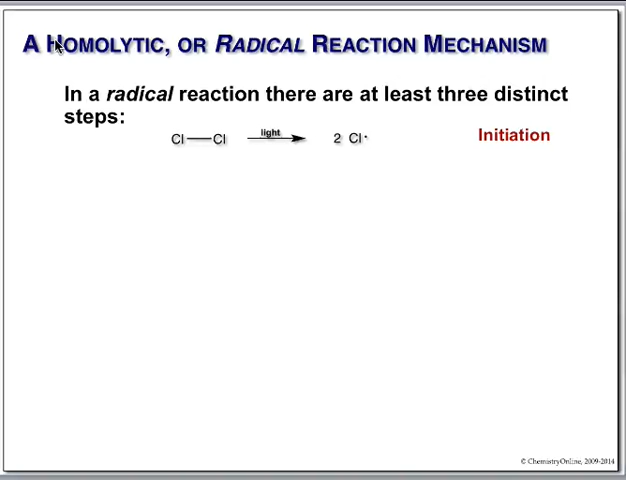 A HOMOLYTIC, OR RADICAL REACTION MECHANISM
In a radical reaction there are at least three distinct
steps:
Cl—Cl light 2 Cl· Initiation
© ChemistryOnline, 2009-2014